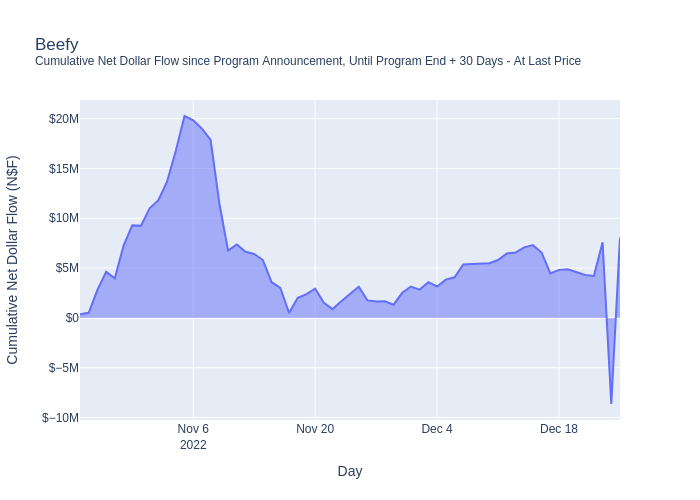 Beefy
Cumulative Net Dollar Flow since Program Announcement, Until Program End + 30 Days - At Last Price
Cumulative Net Dollar Flow (N$F)
$20M
$15M
$10M
$5M
$0
$−5M
$−10M
Nov 6
2022
Nov 20
Dec 4
Dec 18
Day